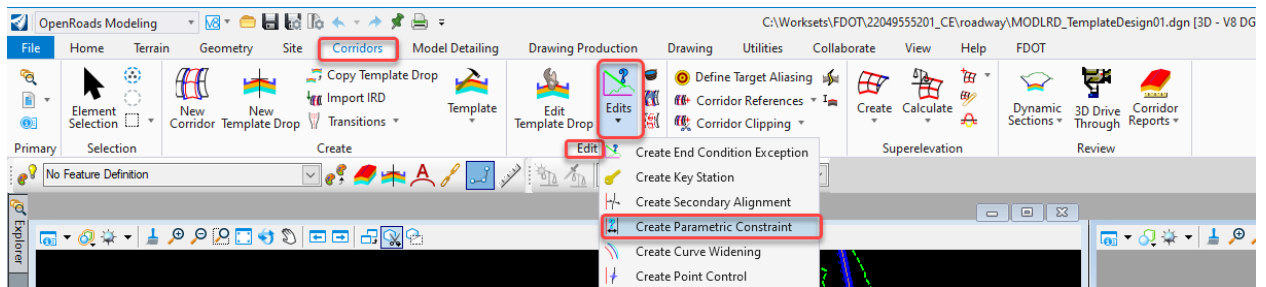 OpenRoads Modeling C:\Worksets\FDOT\22049555201_CE\roadway\MODLRD_TemplateDesign01.dgn [3D - V8 DG
File Home Terrain Geometry Site Corridors Model Detailing Drawing Production Drawing Utilities Collaborate View Help FDOT
Element Selection
New Corridor
New Template Drop
Copy Template Drop
Import IRD
Transitions
Template
Edit Template Drop
Edits
Define Target Aliasing
Corridor References
Corridor Clipping
Create
Calculate
Dynamic Sections
3D Drive Through
Corridor Reports
Primary Selection Create Edit Superelevation Review
No Feature Definition
Create End Condition Exception
Create Key Station
Create Secondary Alignment
Create Parametric Constraint
Create Curve Widening
Create Point Control
Explorer